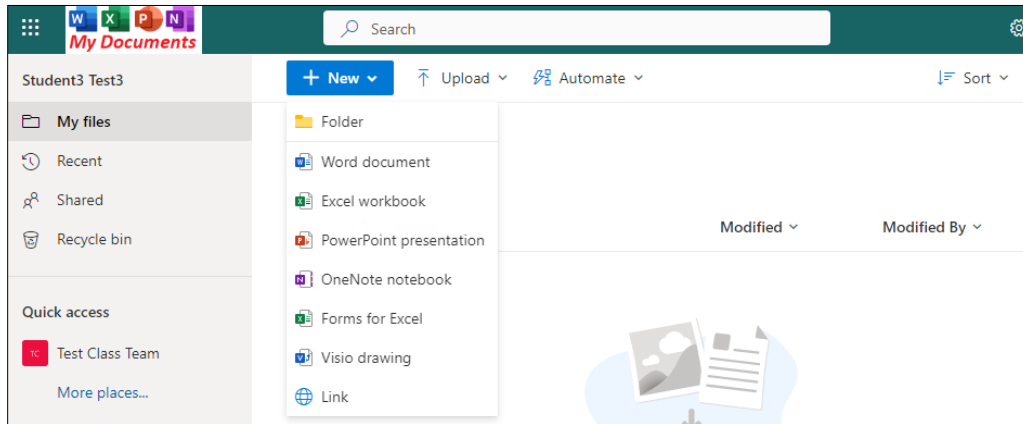 W X P N
My Documents
Search
Student3 Test3
My files
Recent
Shared
Recycle bin
Quick access
TC
Test Class Team
More places...
New
Upload
Automate
Sort
Folder
Word document
Excel workbook
PowerPoint presentation
OneNote notebook
Forms for Excel
Visio drawing
Link
Modified
Modified By